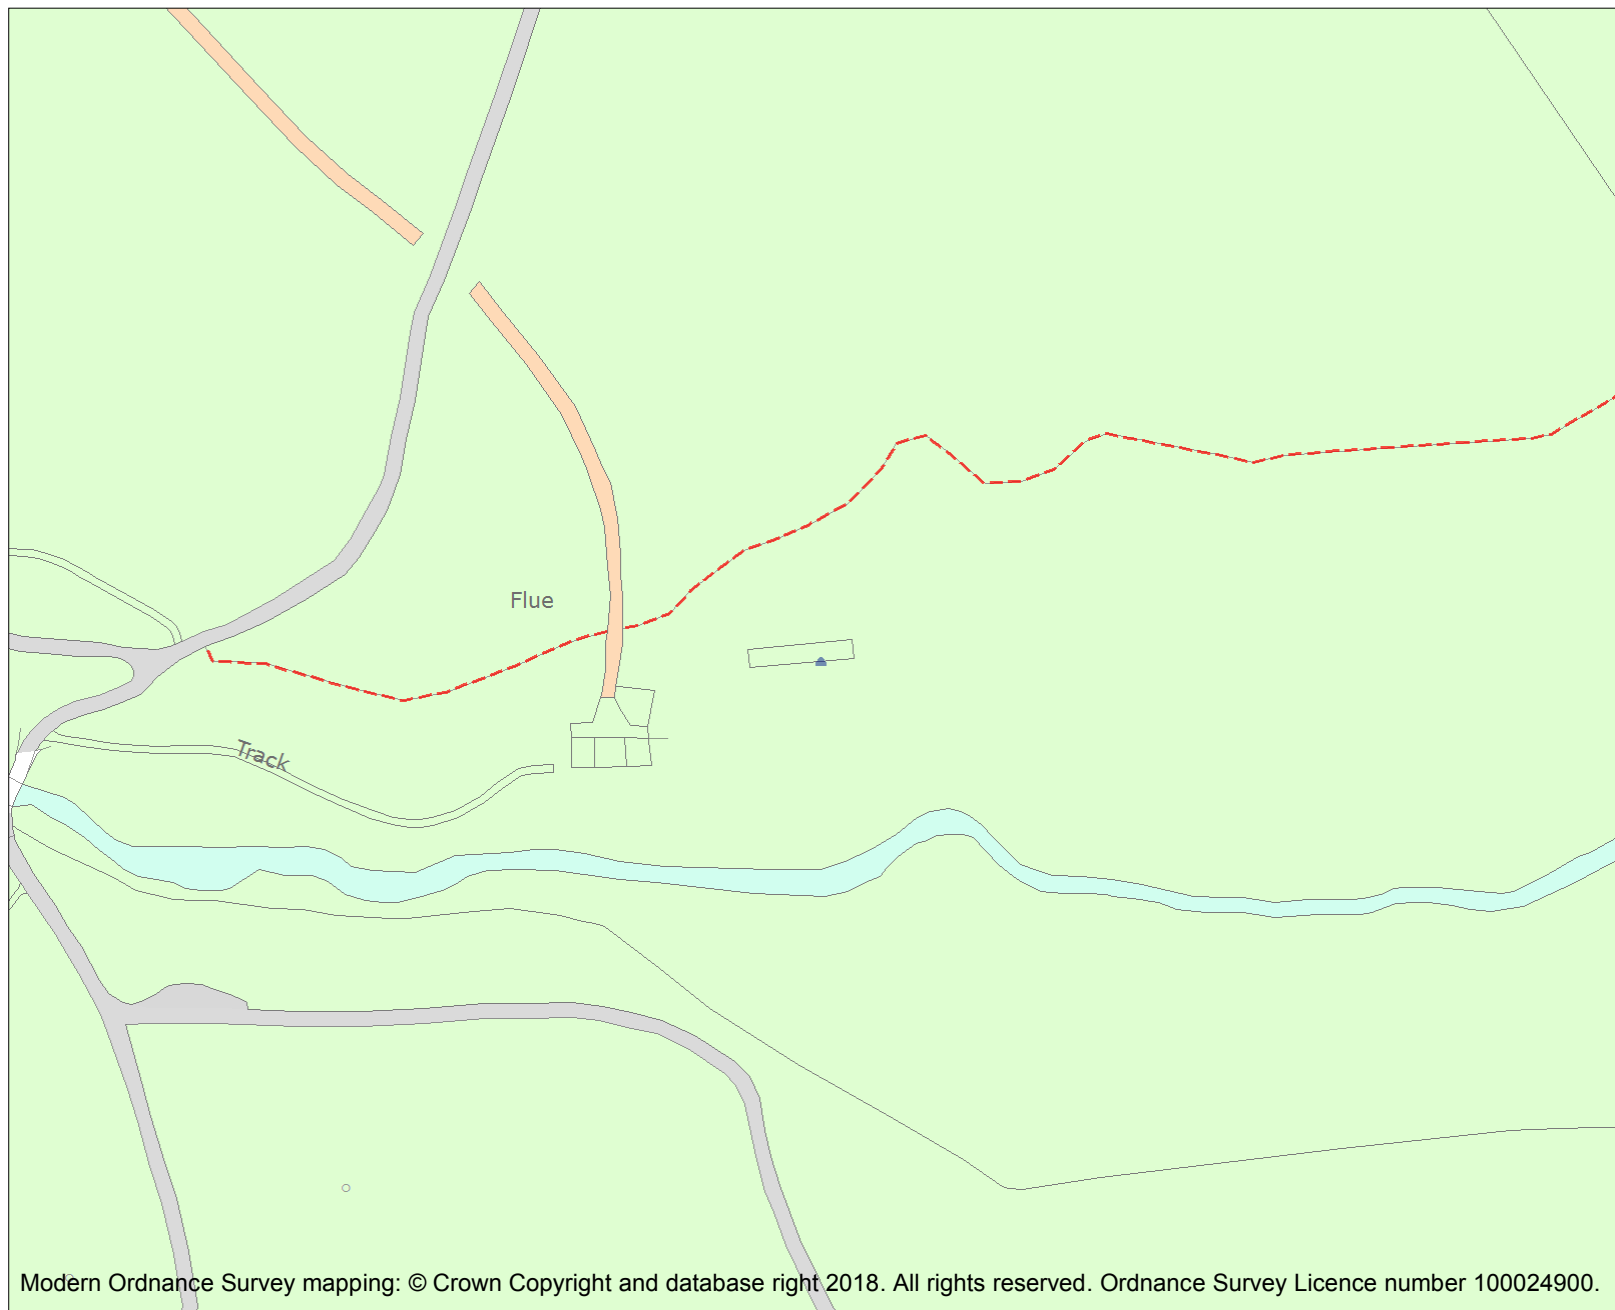 Flue
Track
Modern Ordnance Survey mapping: © Crown Copyright and database right 2018. All rights reserved. Ordnance Survey Licence number 100024900.